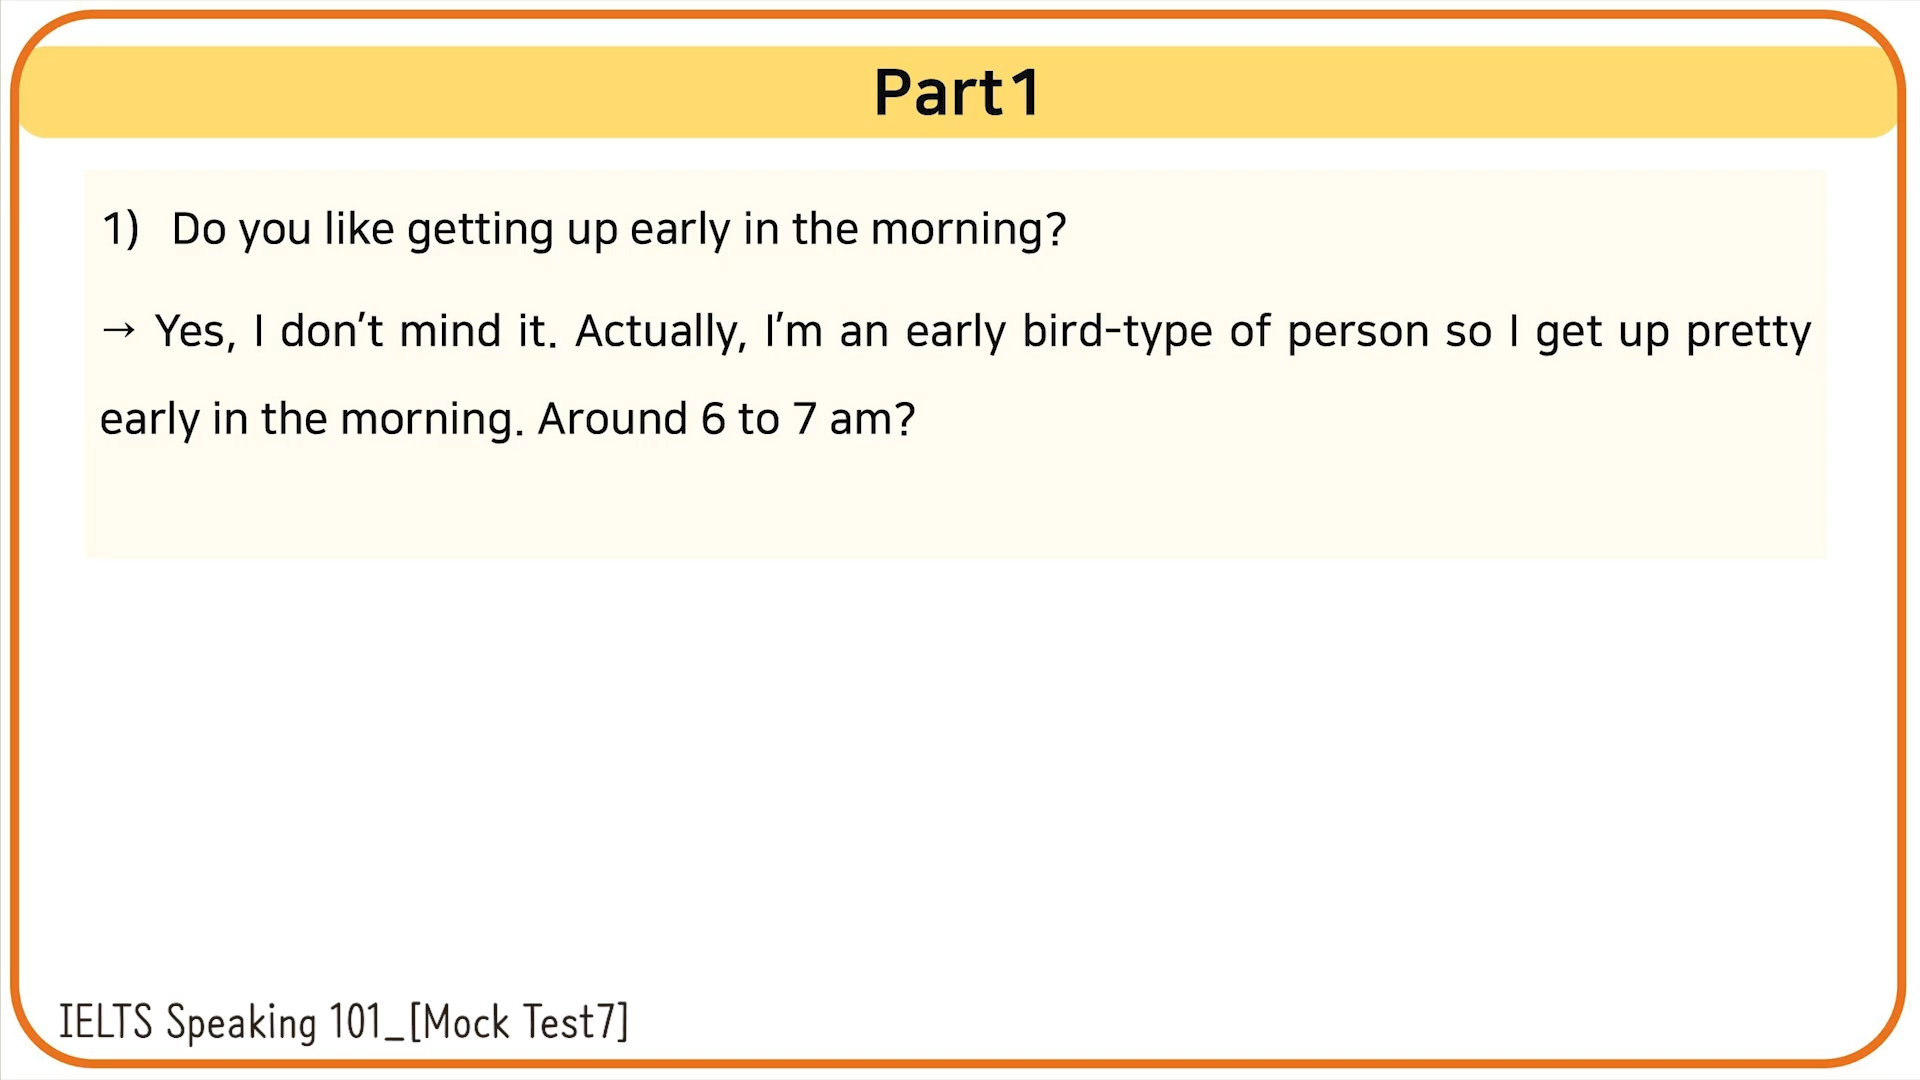 Part1
1) Do you like getting up early in the morning?
→ Yes, I don’t mind it. Actually, I’m an early bird-type of person so I get up pretty
early in the morning. Around 6 to 7 am?
IELTS Speaking 101_[Mock Test7]